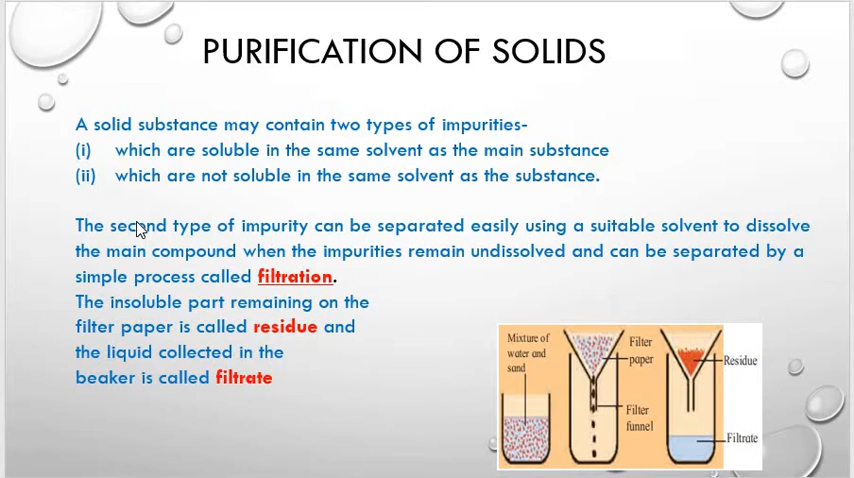 PURIFICATION OF SOLIDS
A solid substance may contain two types of impurities-
(i) which are soluble in the same solvent as the main substance
(ii) which are not soluble in the same solvent as the substance.
The second type of impurity can be separated easily using a suitable solvent to dissolve
the main compound when the impurities remain undissolved and can be separated by a
simple process called filtration.
The insoluble part remaining on the
filter paper is called residue and
the liquid collected in the
beaker is called filtrate
Mixture of
water and
sand
Filter
paper
Filter
funnel
Residue
Filtrate